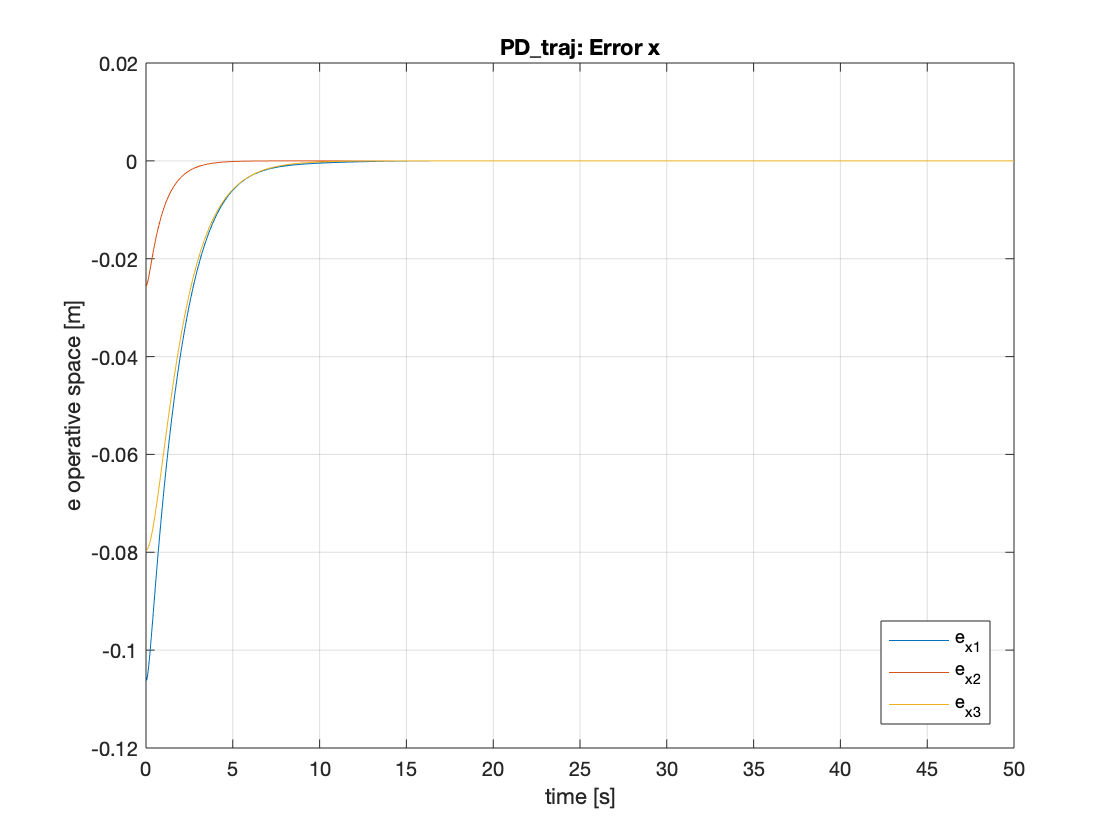 PD_traj: Error x
0.02
0
-0.02
-0.04
-0.06
-0.08
-0.1
-0.12
e operative space [m]
0 5 10 15 20 25 30 35 40 45 50
time [s]
e_x1
e_x2
e_x3